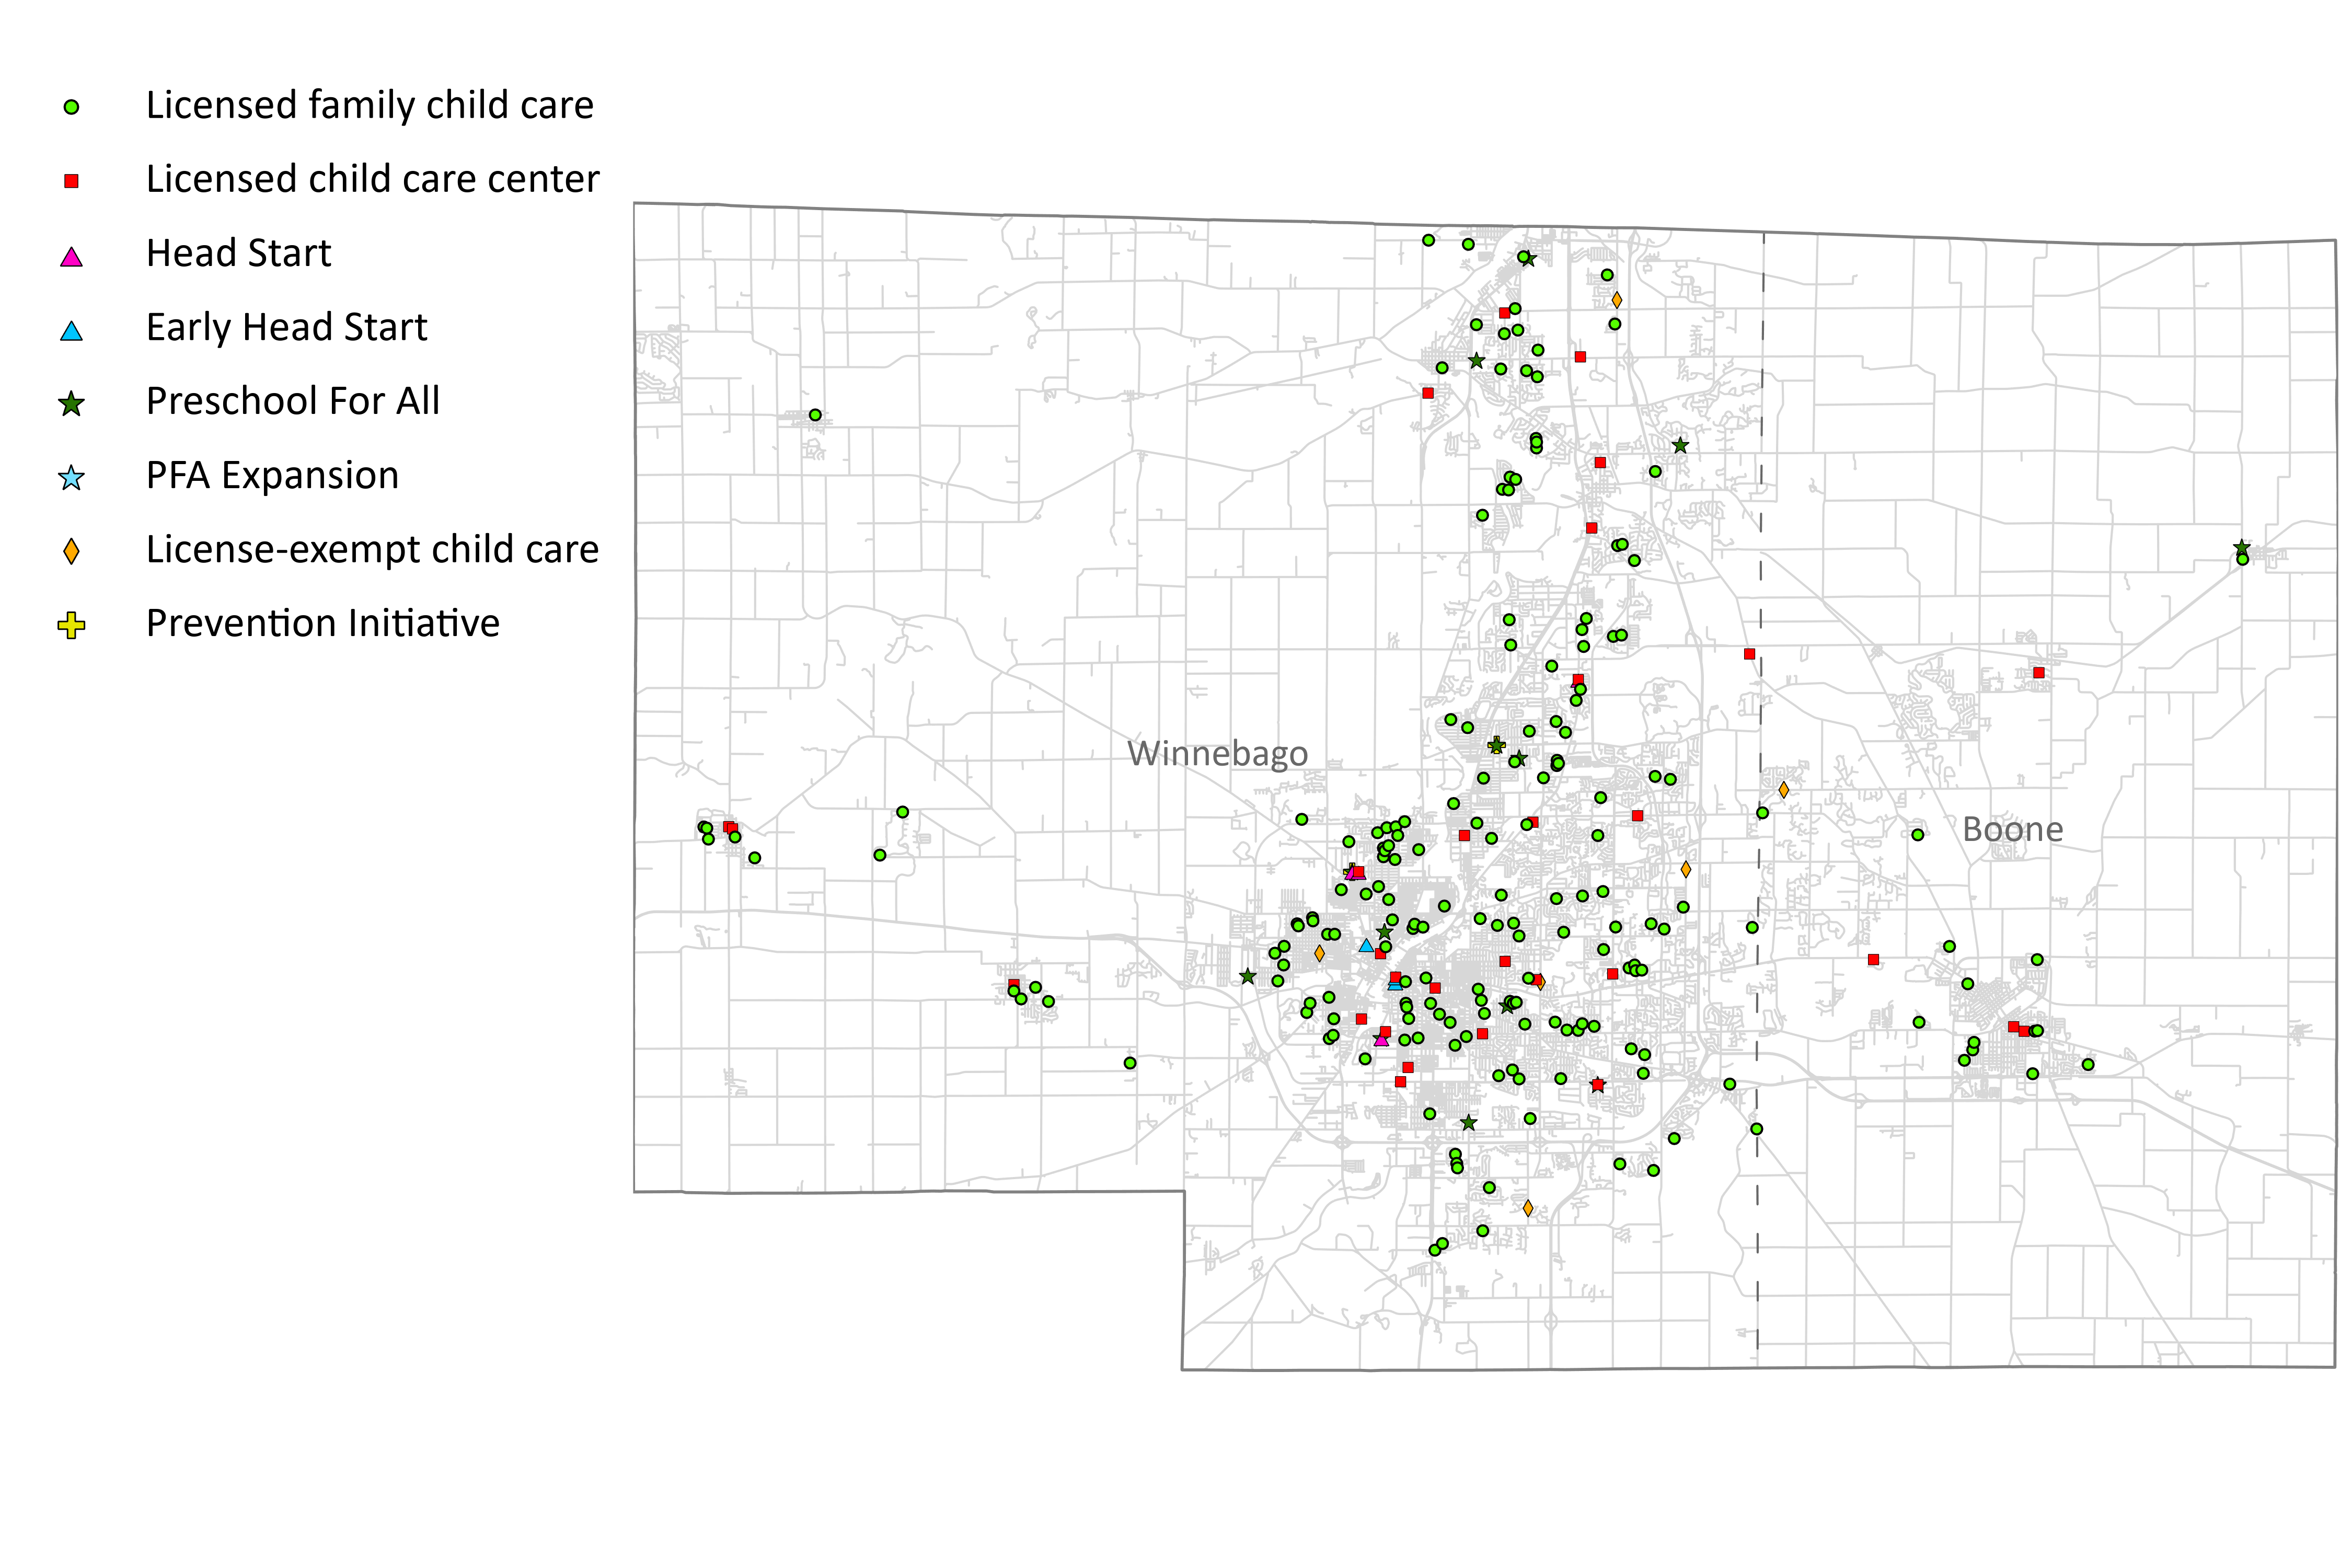 Licensed family child care
Licensed child care center
Head Start
Early Head Start
Preschool For All
PFA Expansion
License-exempt child care
Prevention Initiative
Winnebago
Boone